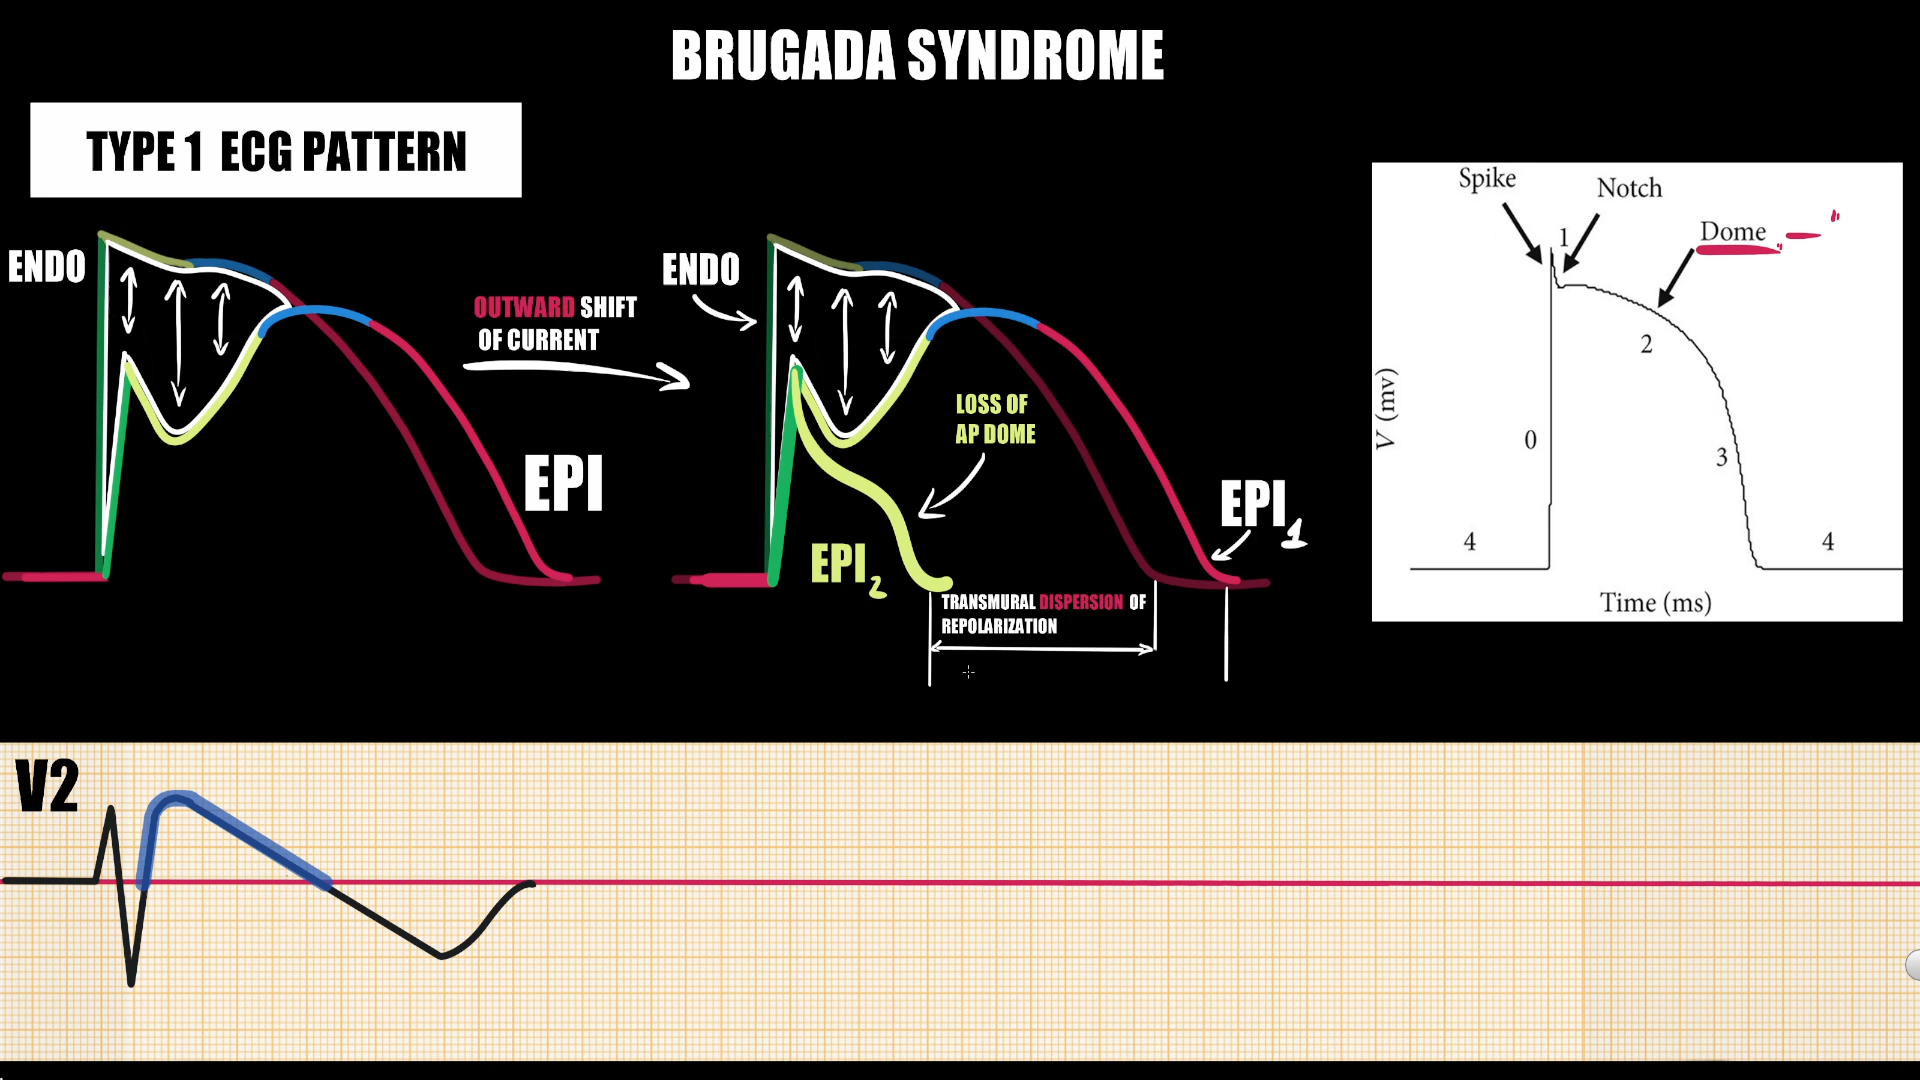 BRUGADA SYNDROME
TYPE 1 ECG PATTERN
ENDO
EPI
OUTWARD SHIFT
OF CURRENT
ENDO
LOSS OF
AP DOME
EPI1
EPI2
TRANSMURAL DISPERSION OF
REPOLARIZATION
Spike
Notch
Dome
1
2
0
3
4
4
V (mv)
Time (ms)
V2